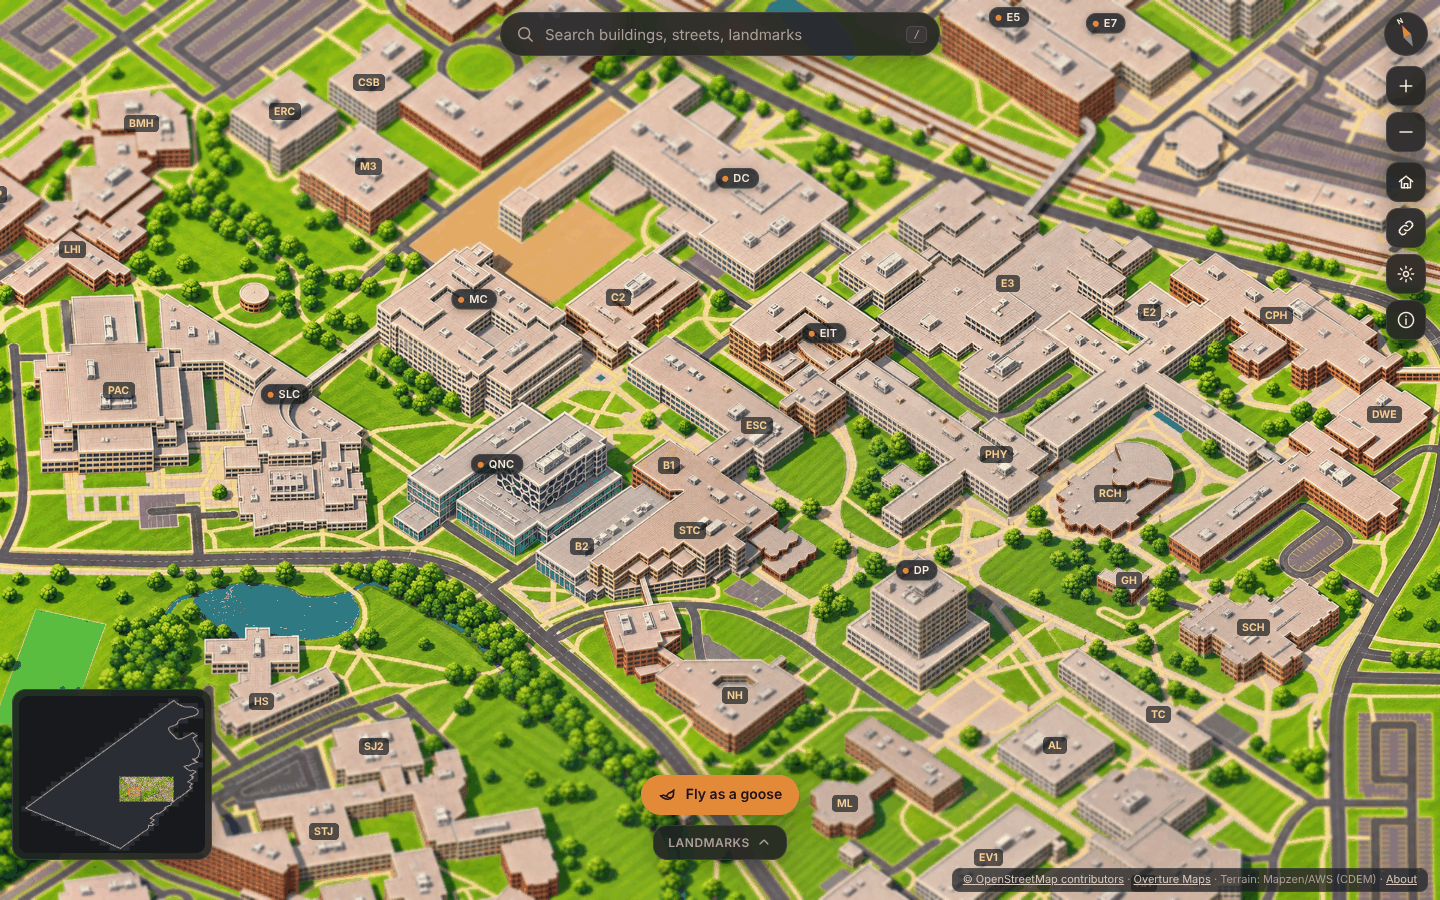 Search buildings, streets, landmarks
/
N
E5
E7
CSB
ERC
BMH
M3
DC
LHI
E3
MC
C2
EIT
E2
CPH
PAC
SLC
DWE
ESC
PHY
QNC
B1
RCH
STC
B2
DP
GH
SCH
NH
HS
TC
SJ2
AL
Fly as a goose
ML
STJ
LANDMARKS
EV1
© OpenStreetMap contributors · Overture Maps · Terrain: Mapzen/AWS (CDEM) · About